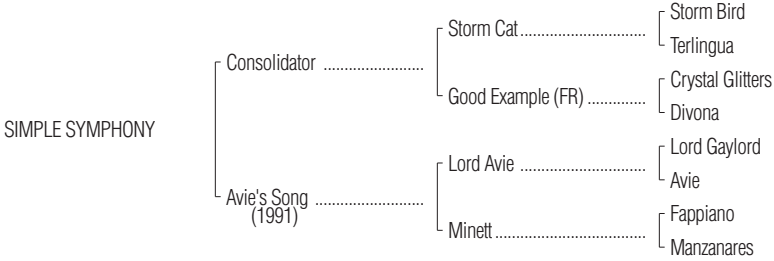 Storm Bird
Storm Cat..............................
Terlingua
Consolidator ........................
Crystal Glitters
Good Example (FR) ..............
Divona
SIMPLE SYMPHONY
Lord Gaylord
Lord Avie ..............................
Avie
Avie's Song ..........................
(1991)
Fappiano
Minett....................................
Manzanares